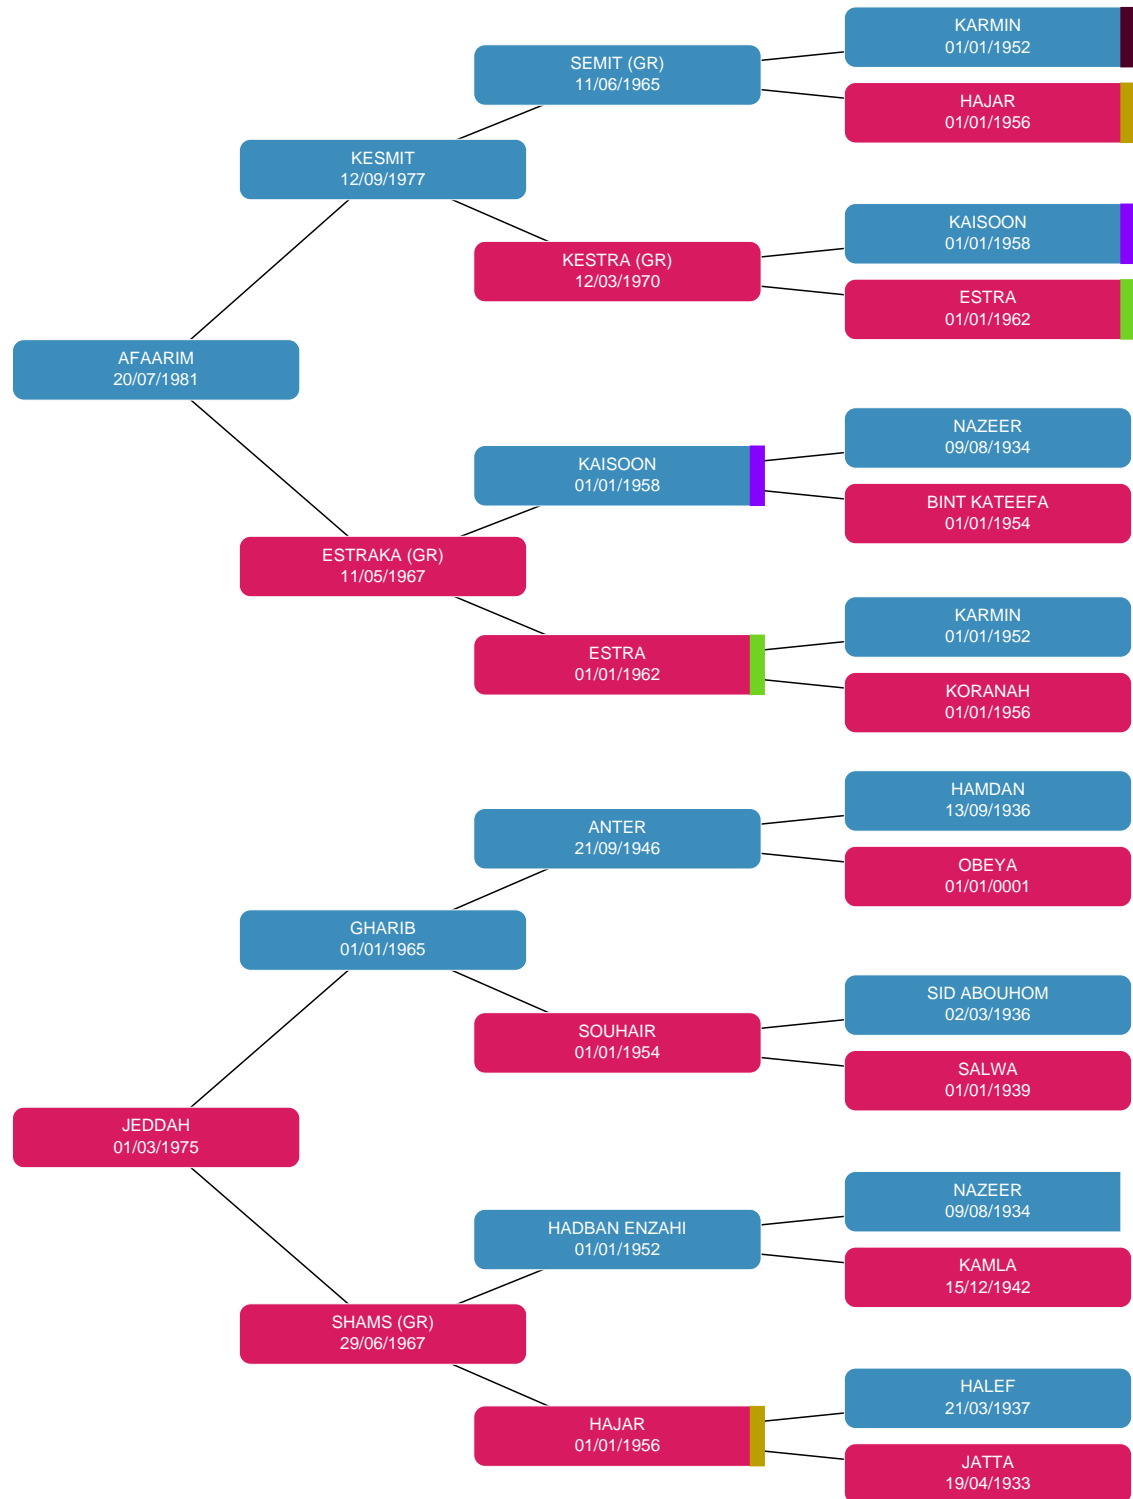 KARMIN
01/01/1952
SEMIT (GR)
11/06/1965
HAJAR
01/01/1956
KESMIT
12/09/1977
KAISOON
01/01/1958
KESTRA (GR)
12/03/1970
ESTRA
01/01/1962
AFAARIM
20/07/1981
NAZEER
09/08/1934
KAISOON
01/01/1958
BINT KATEEFA
01/01/1954
ESTRAKA (GR)
11/05/1967
KARMIN
01/01/1952
ESTRA
01/01/1962
KORANAH
01/01/1956
HAMDAN
13/09/1936
ANTER
21/09/1946
OBEYA
01/01/0001
GHARIB
01/01/1965
SID ABOUHOM
02/03/1936
SOUHAIR
01/01/1954
SALWA
01/01/1939
JEDDAH
01/03/1975
NAZEER
09/08/1934
HADBAN ENZAHI
01/01/1952
KAMLA
15/12/1942
SHAMS (GR)
29/06/1967
HALEF
21/03/1937
HAJAR
01/01/1956
JATTA
19/04/1933